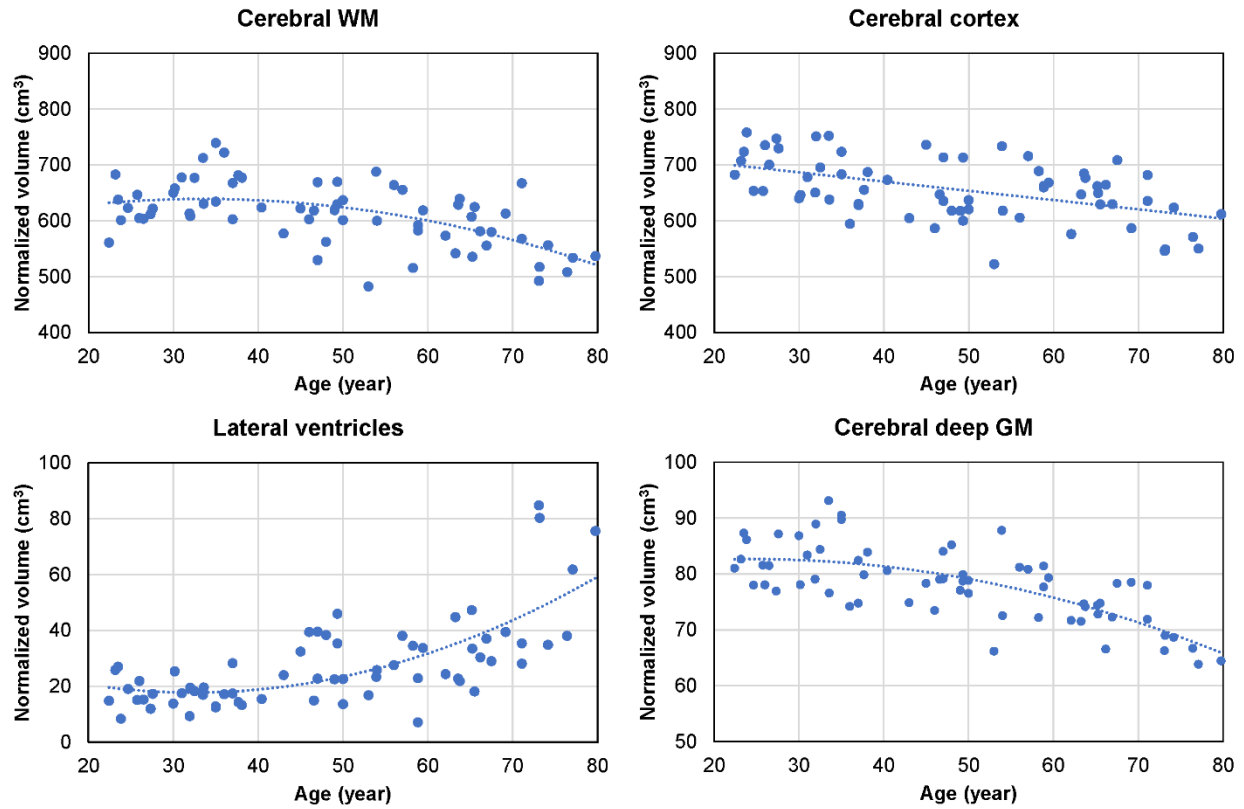 Cerebral WM
Normalized volume (cm³)
900
800
700
600
500
400
20 30 40 50 60 70 80
Age (year)
Cerebral cortex
Normalized volume (cm³)
900
800
700
600
500
400
20 30 40 50 60 70 80
Age (year)
Lateral ventricles
Normalized volume (cm³)
100
80
60
40
20
0
20 30 40 50 60 70 80
Age (year)
Cerebral deep GM
Normalized volume (cm³)
100
90
80
70
60
50
20 30 40 50 60 70 80
Age (year)